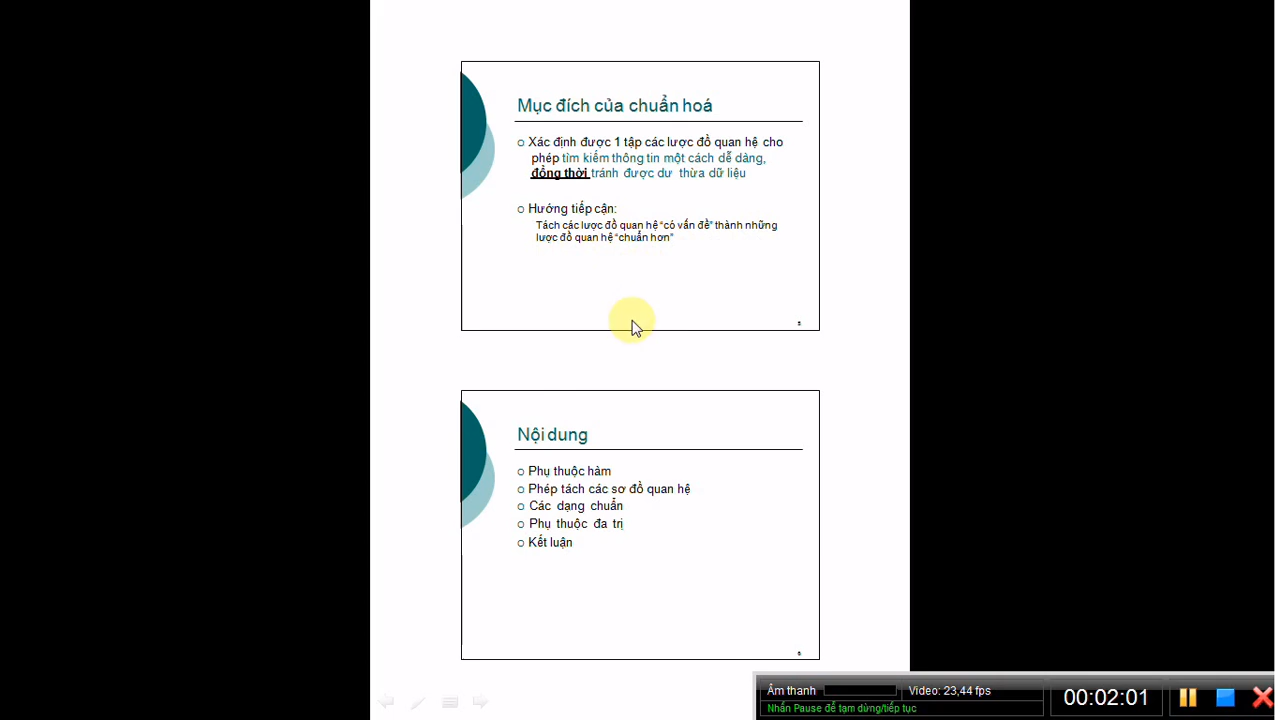 Mục đích của chuẩn hoá
Xác định được 1 tập các lược đồ quan hệ cho
phép tìm kiếm thông tin một cách dễ dàng,
đồng thời tránh được dư thừa dữ liệu
Hướng tiếp cận:
Tách các lược đồ quan hệ “có vấn đề” thành những
lược đồ quan hệ “chuẩn hơn”
Nội dung
Phụ thuộc hàm
Phép tách các sơ đồ quan hệ
Các dạng chuẩn
Phụ thuộc đa trị
Kết luận
Âm thanh
Video: 23,44 fps
Nhấn Pause để tạm dừng/tiếp tục
00:02:01